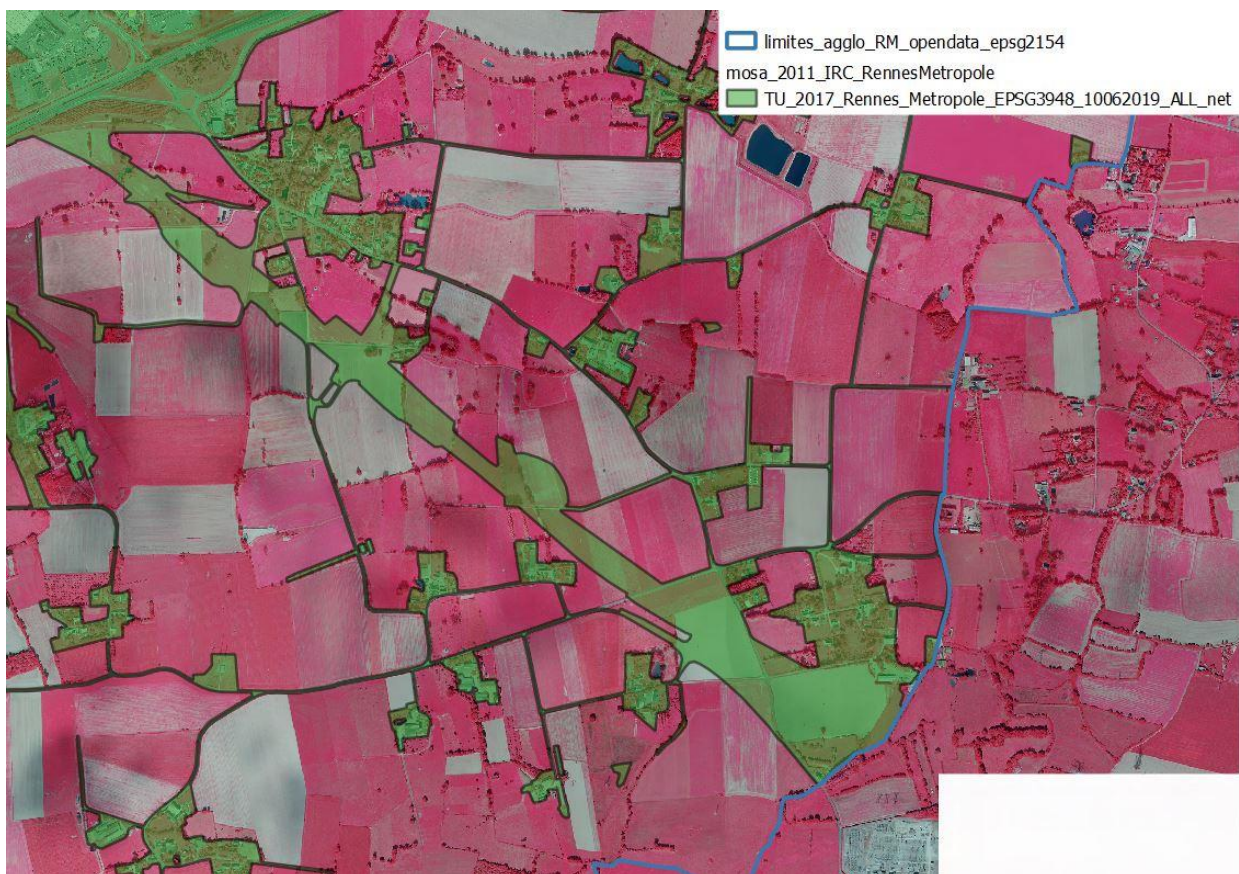 limites_agglo_RM_opendata_epsg2154
mosa_2011_IRC_RennesMetropole
TU_2017_Rennes_Metropole_EPSG3948_10062019_ALL_net